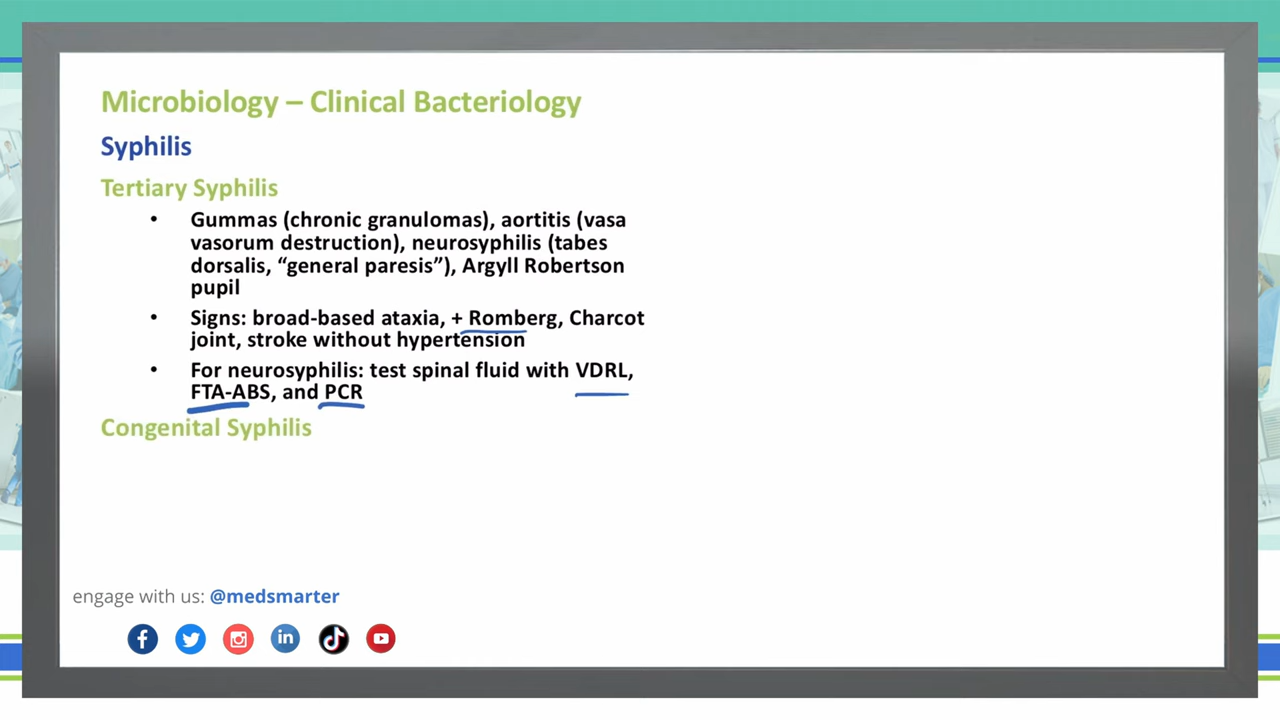 Microbiology – Clinical Bacteriology
Syphilis
Tertiary Syphilis
• Gummas (chronic granulomas), aortitis (vasa
vasorum destruction), neurosyphilis (tabes
dorsalis, “general paresis”), Argyll Robertson
pupil
• Signs: broad-based ataxia, + Romberg, Charcot
joint, stroke without hypertension
• For neurosyphilis: test spinal fluid with VDRL,
FTA-ABS, and PCR
Congenital Syphilis
engage with us: @medsmarter